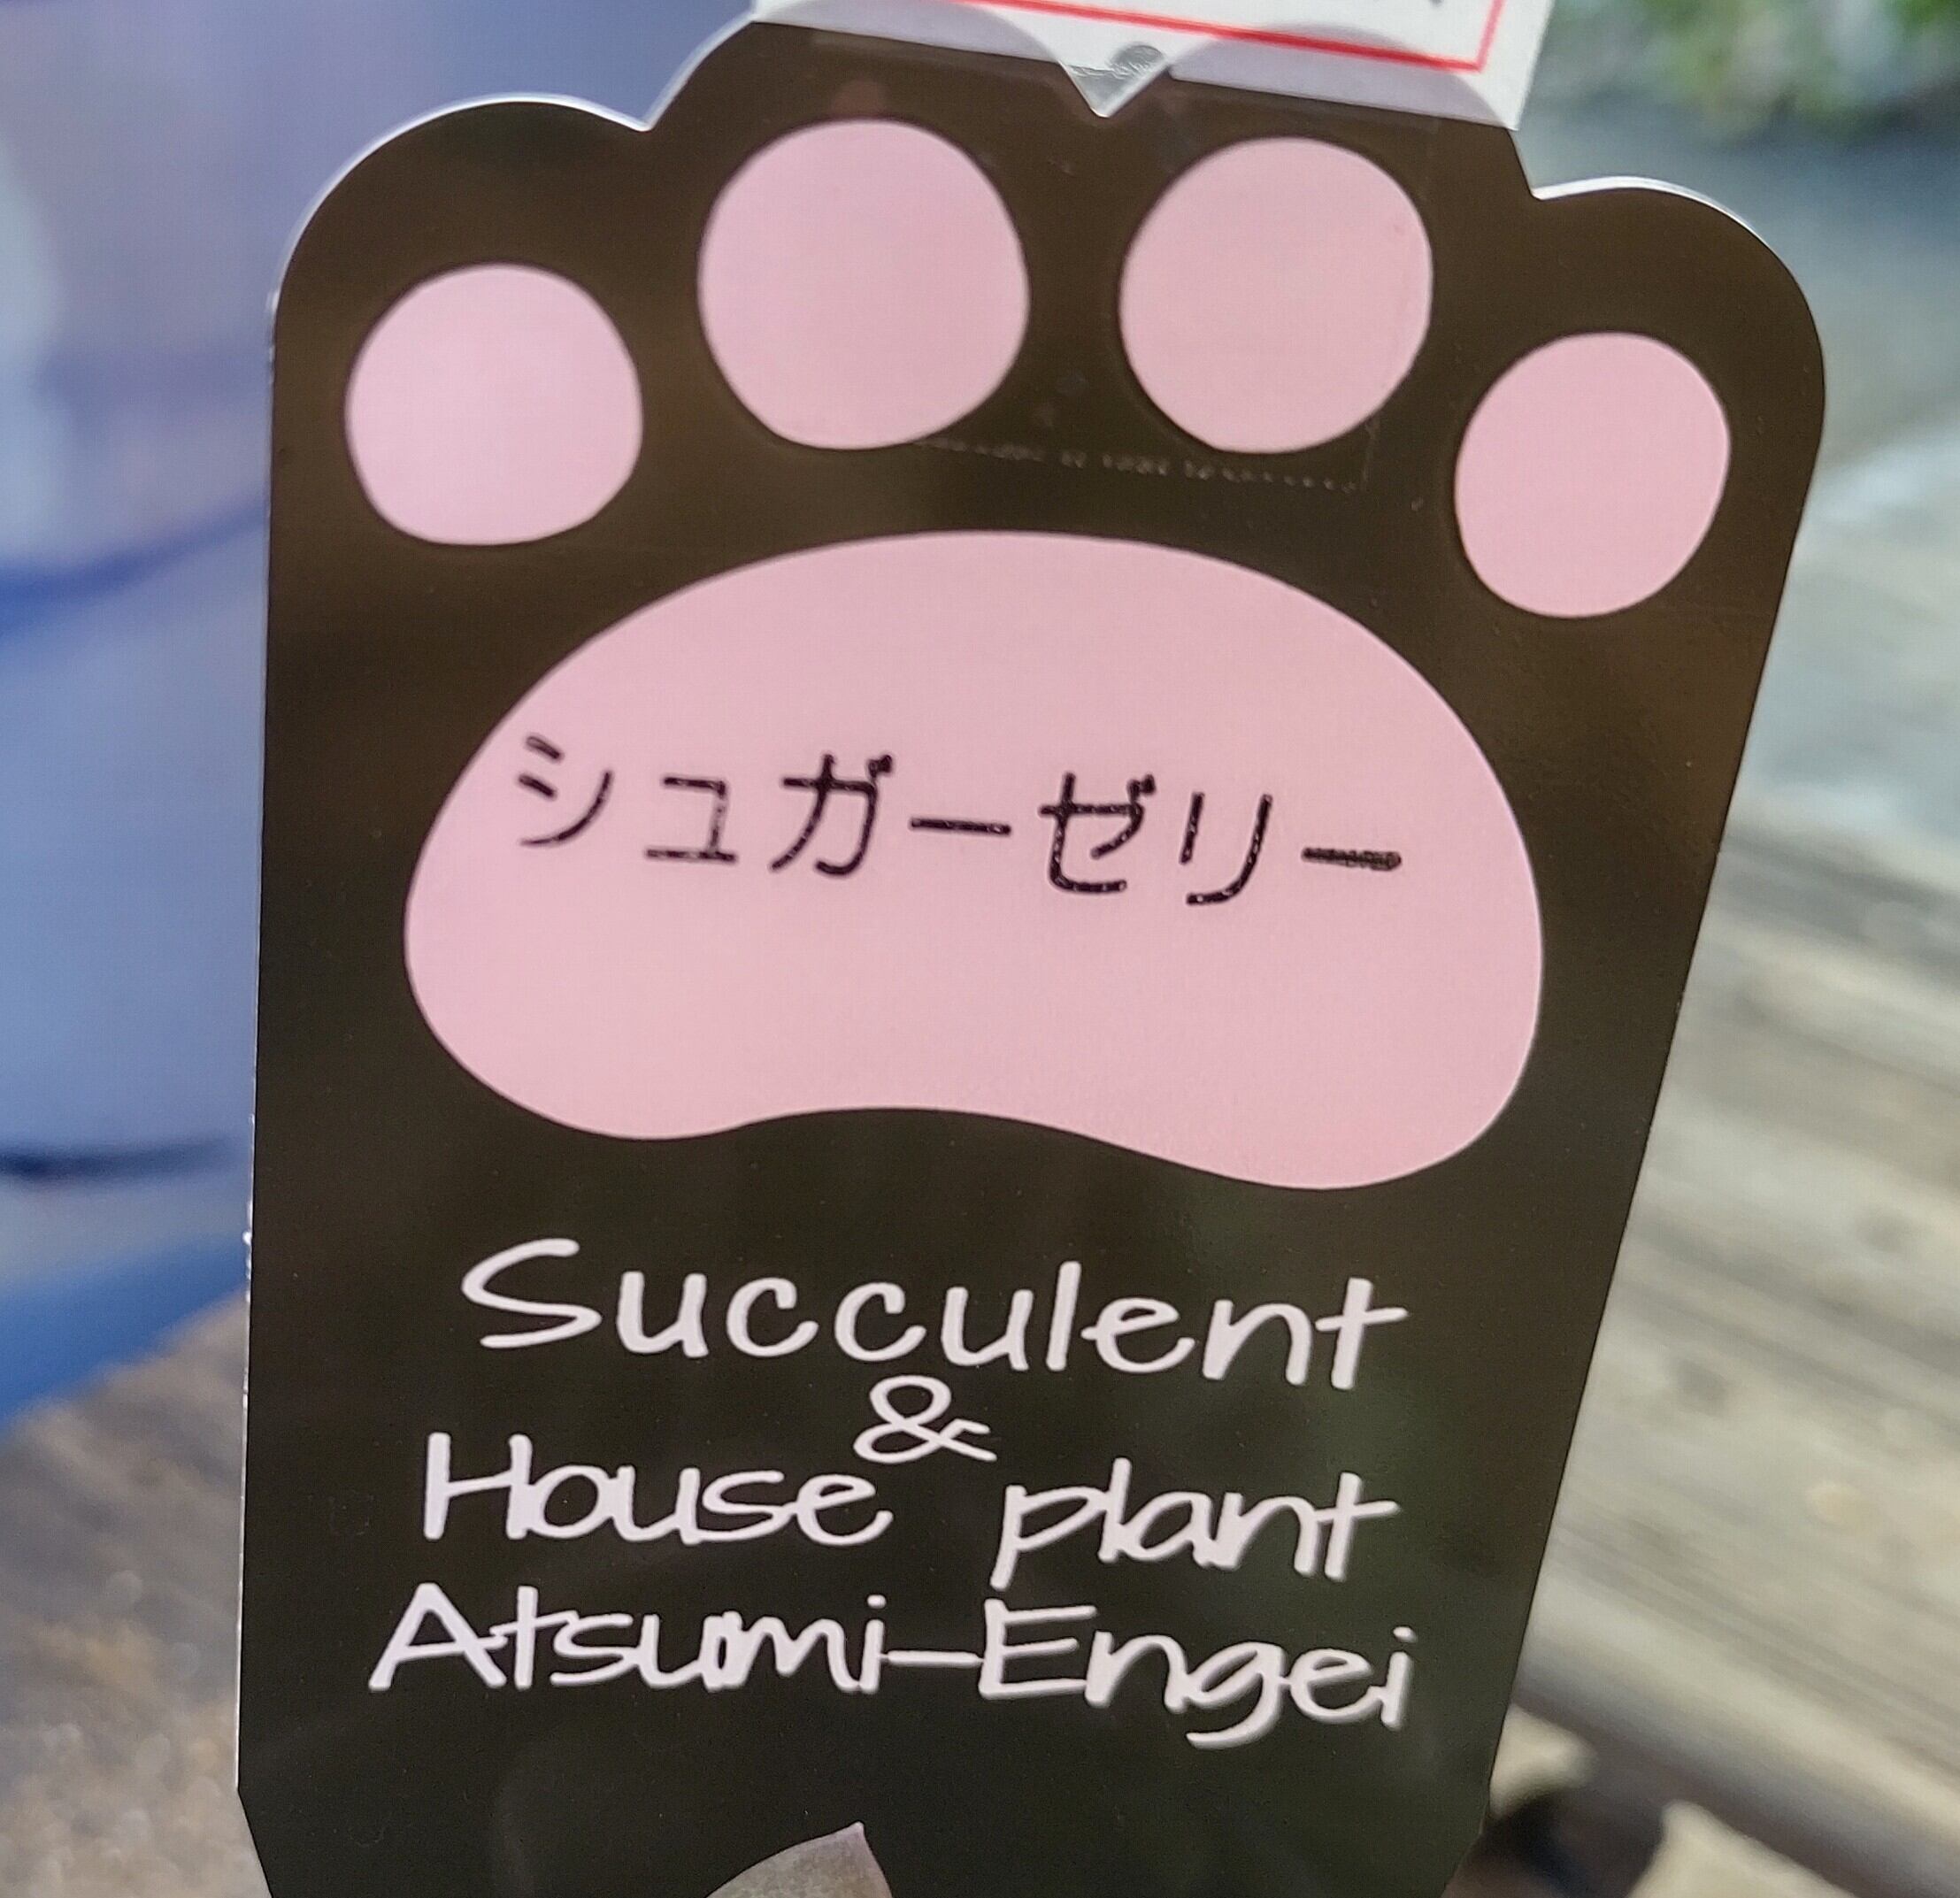 シュガーゼリー
Succulent
&
House plant
Atsumi-Engei